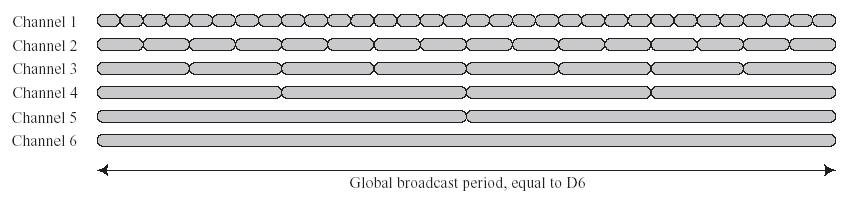 Channel 1
Channel 2
Channel 3
Channel 4
Channel 5
Channel 6
Global broadcast period, equal to D6